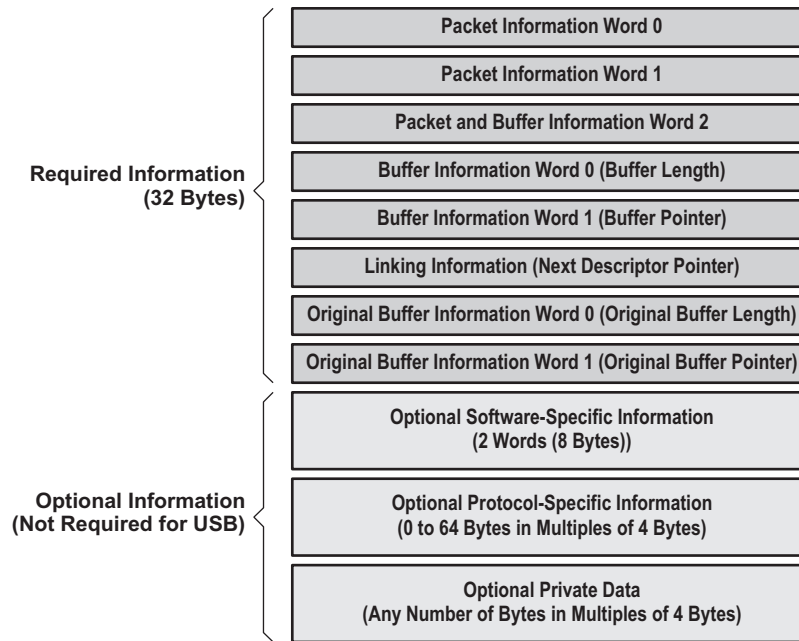 Packet Information Word 0
Packet Information Word 1
Packet and Buffer Information Word 2
Required Information
(32 Bytes)
Buffer Information Word 0 (Buffer Length)
Buffer Information Word 1 (Buffer Pointer)
Linking Information (Next Descriptor Pointer)
Original Buffer Information Word 0 (Original Buffer Length)
Original Buffer Information Word 1 (Original Buffer Pointer)
Optional Software-Specific Information
(2 Words (8 Bytes))
Optional Information
(Not Required for USB)
Optional Protocol-Specific Information
(0 to 64 Bytes in Multiples of 4 Bytes)
Optional Private Data
(Any Number of Bytes in Multiples of 4 Bytes)